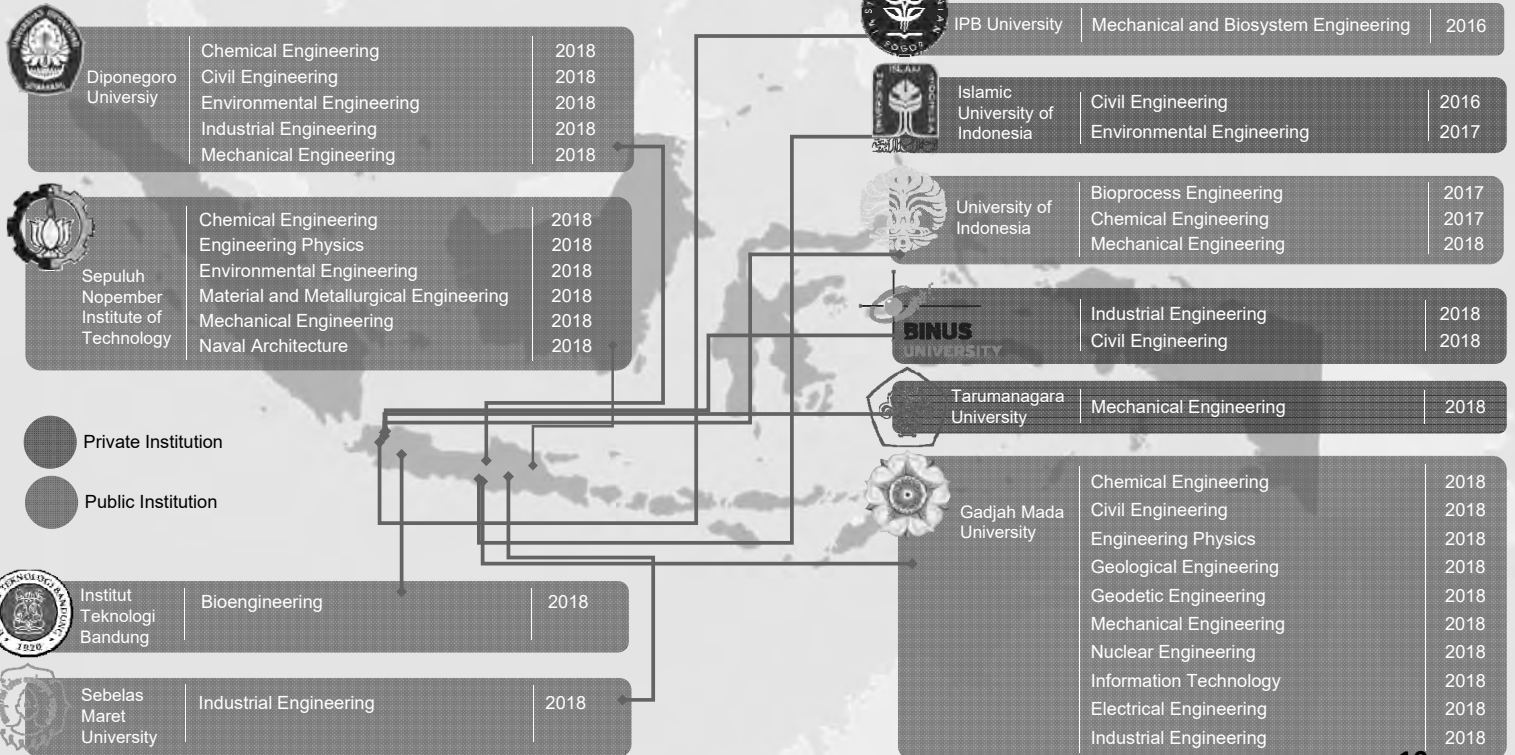 Diponegoro
Universiy
Chemical Engineering 2018
Civil Engineering 2018
Environmental Engineering 2018
Industrial Engineering 2018
Mechanical Engineering 2018
Sepuluh
Nopember
Institute of
Technology
Chemical Engineering 2018
Engineering Physics 2018
Environmental Engineering 2018
Material and Metallurgical Engineering 2018
Mechanical Engineering 2018
Naval Architecture 2018
Private Institution
Public Institution
Institut
Teknologi
Bandung
Bioengineering 2018
1920
Sebelas
Maret
University
Industrial Engineering 2018
BOGOR
IPB University Mechanical and Biosystem Engineering 2016
ISLAM
Islamic
University of
Indonesia
Civil Engineering 2016
Environmental Engineering 2017
University of
Indonesia
Bioprocess Engineering 2017
Chemical Engineering 2017
Mechanical Engineering 2018
BINUS
UNIVERSITY
Industrial Engineering 2018
Civil Engineering 2018
Tarumanagara
University
Mechanical Engineering 2018
Gadjah Mada
University
Chemical Engineering 2018
Civil Engineering 2018
Engineering Physics 2018
Geological Engineering 2018
Geodetic Engineering 2018
Mechanical Engineering 2018
Nuclear Engineering 2018
Information Technology 2018
Electrical Engineering 2018
Industrial Engineering 2018